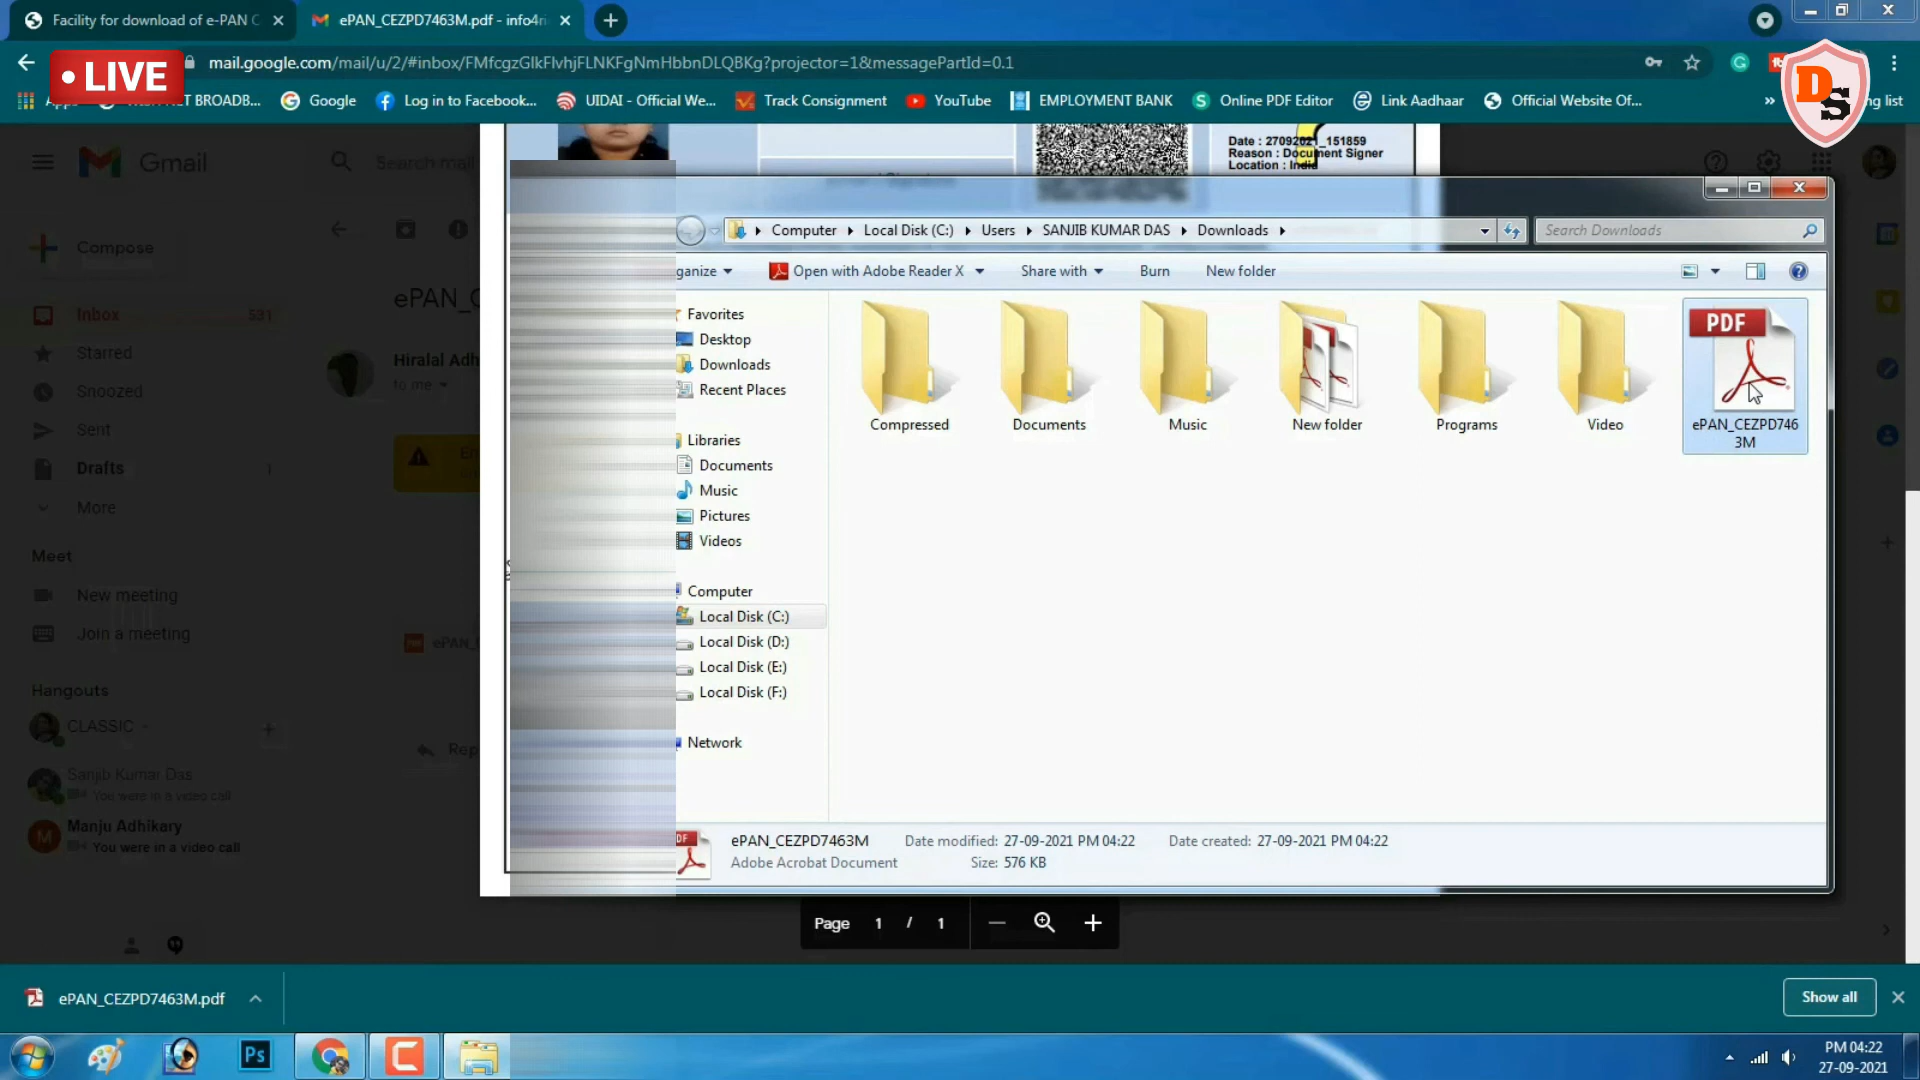 Facility for download of e-PAN C
ePAN_CEZPD7463M.pdf - info4ni
LIVE
mail.google.com/mail/u/2/#inbox/FMfcgzGlkFlvhjFLNKFgNmHbbnDLQBKg?projector=1&messagePartId=0.1
Apps
BROADB...
Google
Log in to Facebook...
UIDAI - Official We...
Track Consignment
YouTube
EMPLOYMENT BANK
Online PDF Editor
Link Aadhaar
Official Website Of...
»
ng list
DS
Gmail
Search mail
Date : 27092021_151859
Reason : Document Signer
Location : India
Compose
Inbox 531
Starred
Snoozed
Sent
Drafts 1
More
Meet
New meeting
Join a meeting
Hangouts
CLASSIC
Sanjib Kumar Das
You were in a video call
M
Manju Adhikary
You were in a video call
ePAN_C
Hiralal Adh
to me
ePAN_
Rep
Computer
Local Disk (C:)
Users
SANJIB KUMAR DAS
Downloads
Search Downloads
ganize
Open with Adobe Reader X
Share with
Burn
New folder
Favorites
Desktop
Downloads
Recent Places
Libraries
Documents
Music
Pictures
Videos
Computer
Local Disk (C:)
Local Disk (D:)
Local Disk (E:)
Local Disk (F:)
Network
Compressed
Documents
Music
New folder
Programs
Video
PDF
ePAN_CEZPD746
3M
ePAN_CEZPD7463M Date modified: 27-09-2021 PM 04:22 Date created: 27-09-2021 PM 04:22
Adobe Acrobat Document Size: 576 KB
Page 1 / 1
ePAN_CEZPD7463M.pdf
Show all
Ps
PM 04:22
27-09-2021